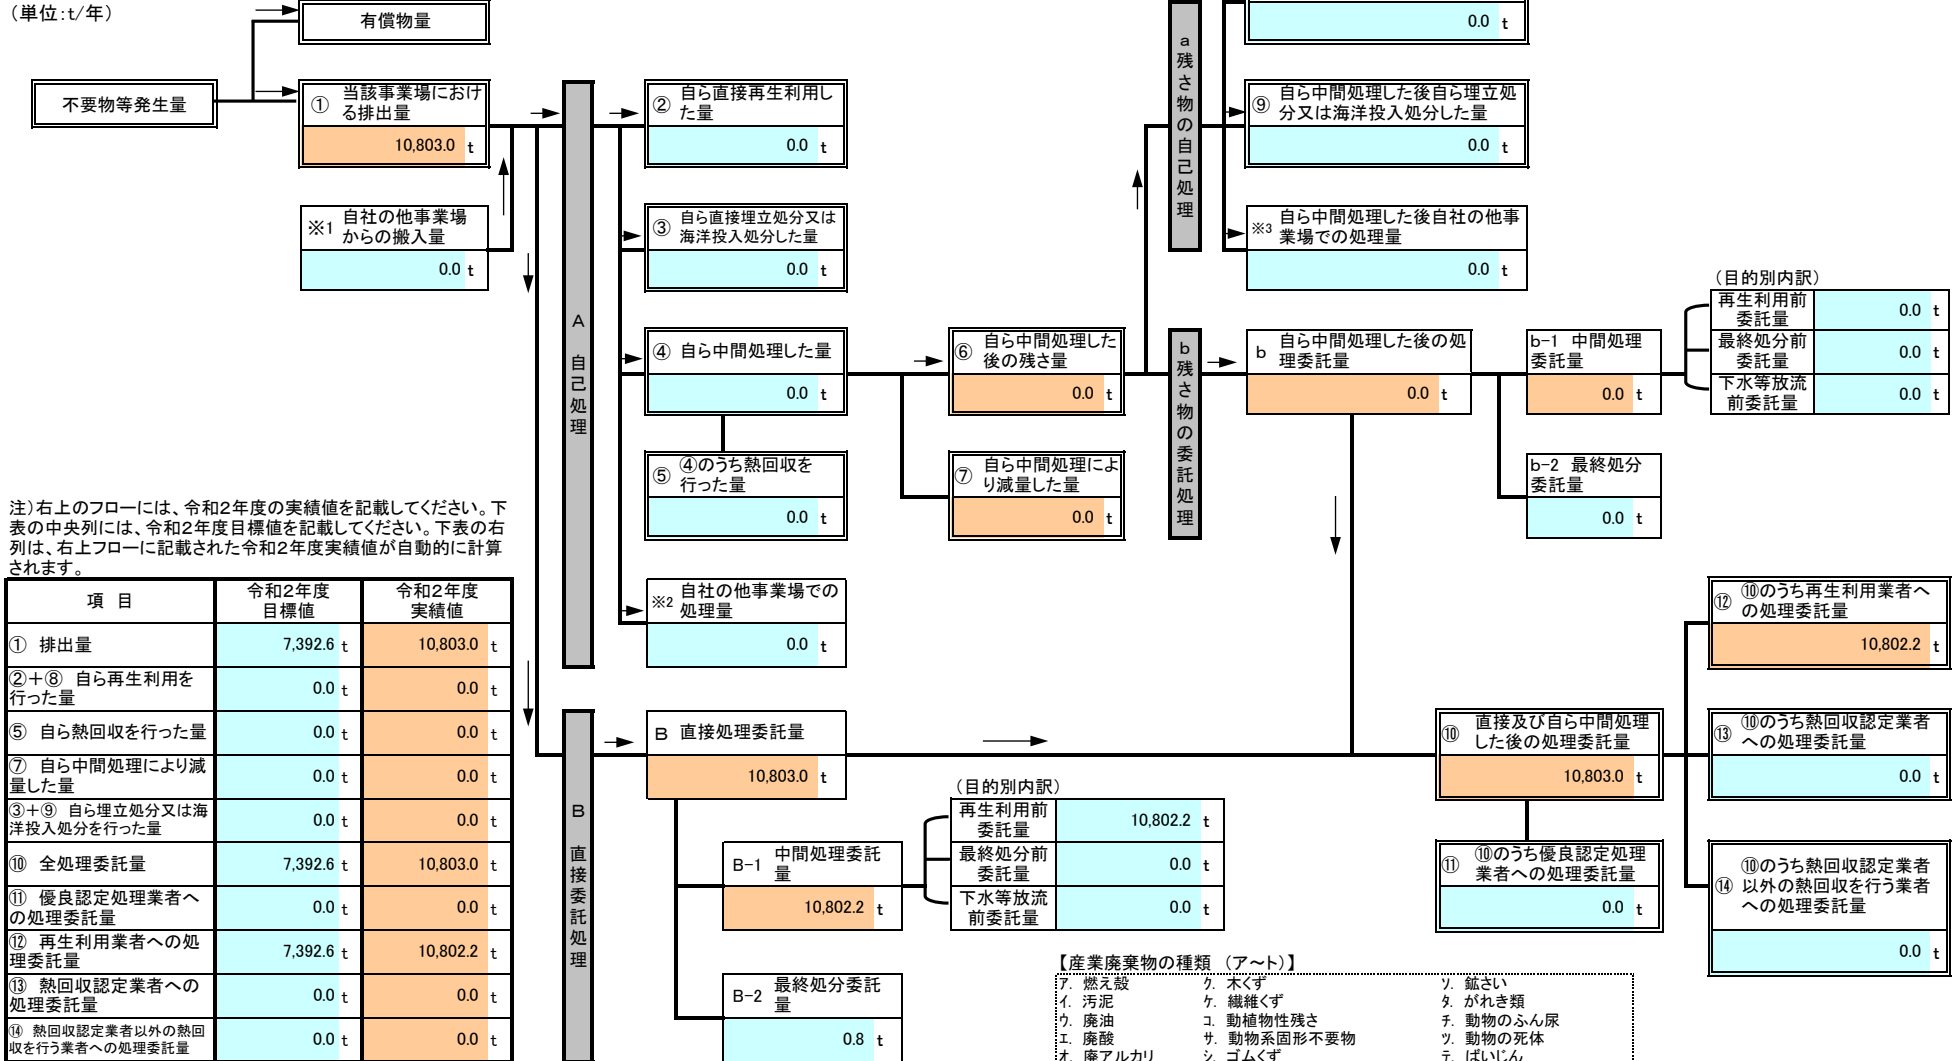 （単位:t/年）
有償物量
不要物等発生量
① 当該事業場におけ
る排出量
10,803.0 t
※1 自社の他事業場
からの搬入量
0.0 t
A 自己処理
② 自ら直接再生利用し
た量
0.0 t
③ 自ら直接埋立処分又は
海洋投入処分した量
0.0 t
④ 自ら中間処理した量
0.0 t
⑤ ④のうち熱回収を
行った量
0.0 t
※2 自社の他事業場での
処理量
0.0 t
⑥ 自ら中間処理した
後の残さ量
0.0 t
⑦ 自ら中間処理によ
り減量した量
0.0 t
a 残さ物の自己処理
0.0 t
⑨ 自ら中間処理した後自ら埋立処
分又は海洋投入処分した量
0.0 t
※3 自ら中間処理した後自社の他事
業場での処理量
0.0 t
b 残さ物の委託処理
b 自ら中間処理した後の処
理委託量
0.0 t
b-1 中間処理
委託量
0.0 t
b-2 最終処分
委託量
0.0 t
（目的別内訳）
再生利用前
委託量 0.0 t
最終処分前
委託量 0.0 t
下水等放流
前委託量 0.0 t
注）右上のフローには、令和２年度の実績値を記載してください。下
表の中央列には、令和２年度目標値を記載してください。下表の右
列は、右上フローに記載された令和２年度実績値が自動的に計算
されます。
項 目 令和２年度
目標値 令和２年度
実績値
① 排出量 7,392.6 t 10,803.0 t
②＋⑧ 自ら再生利用を
行った量 0.0 t 0.0 t
⑤ 自ら熱回収を行った量 0.0 t 0.0 t
⑦ 自ら中間処理により減
量した量 0.0 t 0.0 t
③＋⑨ 自ら埋立処分又は海
洋投入処分を行った量 0.0 t 0.0 t
⑩ 全処理委託量 7,392.6 t 10,803.0 t
⑪ 優良認定処理業者へ
の処理委託量 0.0 t 0.0 t
⑫ 再生利用業者への処
理委託量 7,392.6 t 10,802.2 t
⑬ 熱回収認定業者への
処理委託量 0.0 t 0.0 t
⑭ 熱回収認定業者以外の熱回
収を行う業者への処理委託量 0.0 t 0.0 t
B 直接委託処理
B 直接処理委託量
10,803.0 t
B-1 中間処理委託
量
10,802.2 t
B-2 最終処分委託
量
0.8 t
（目的別内訳）
再生利用前
委託量 10,802.2 t
最終処分前
委託量 0.0 t
下水等放流
前委託量 0.0 t
⑩ 直接及び自ら中間処理
した後の処理委託量
10,803.0 t
⑪ ⑩のうち優良認定処理
業者への処理委託量
0.0 t
⑫ ⑩のうち再生利用業者へ
の処理委託量
10,802.2 t
⑬ ⑩のうち熱回収認定業者
への処理委託量
0.0 t
⑭ ⑩のうち熱回収認定業者
以外の熱回収を行う業者
への処理委託量
0.0 t
【産業廃棄物の種類 （ア～ト）】
ア. 燃え殻 ク. 木くず ソ. 鉱さい
イ. 汚泥 ケ. 繊維くず タ. がれき類
ウ. 廃油 コ. 動植物性残さ チ. 動物のふん尿
エ. 廃酸 サ. 動物系固形不要物 ツ. 動物の死体
オ. 廃アルカリ シ. ゴムくず テ. ばいじん